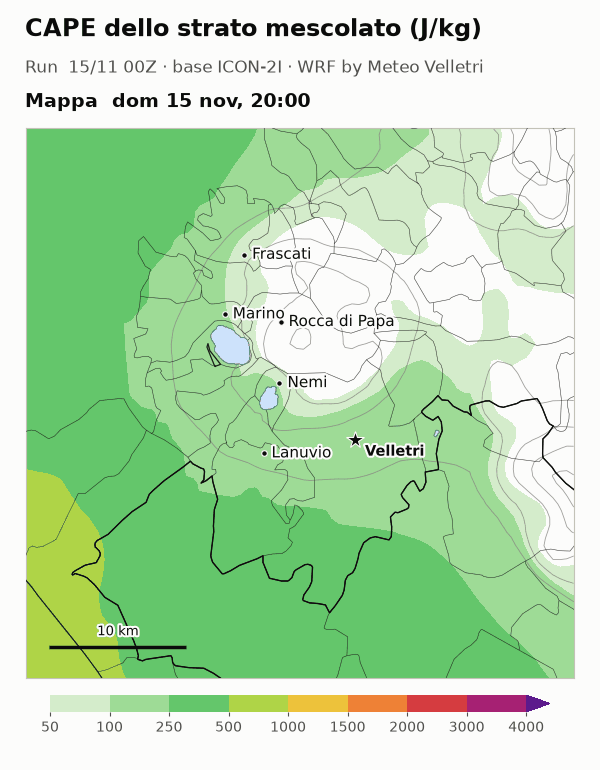 CAPE dello strato mescolato (J/kg)
Run  15/11 00Z · base ICON-2I · WRF by Meteo Velletri
Mappa  dom 15 nov, 20:00
Frascati
Marino
Rocca di Papa
Nemi
Velletri
Lanuvio
10 km
50 100 250 500 1000 1500 2000 3000 4000